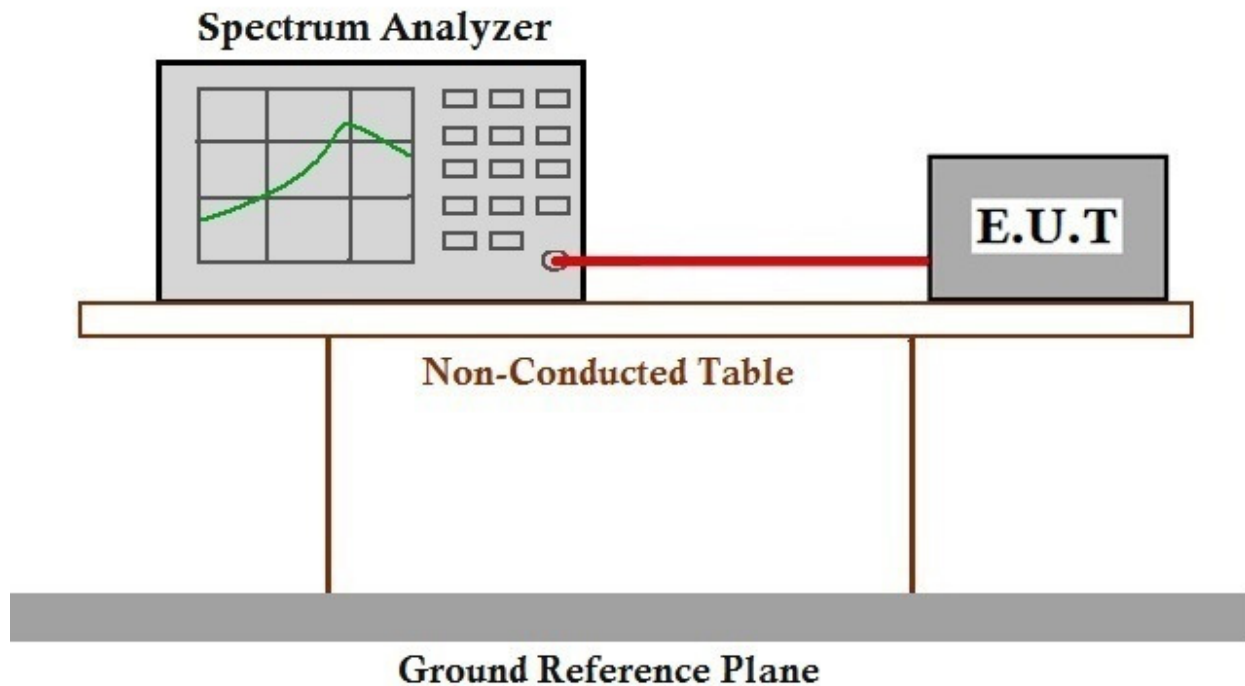 Spectrum Analyzer
E.U.T
Non-Conducted Table
Ground Reference Plane